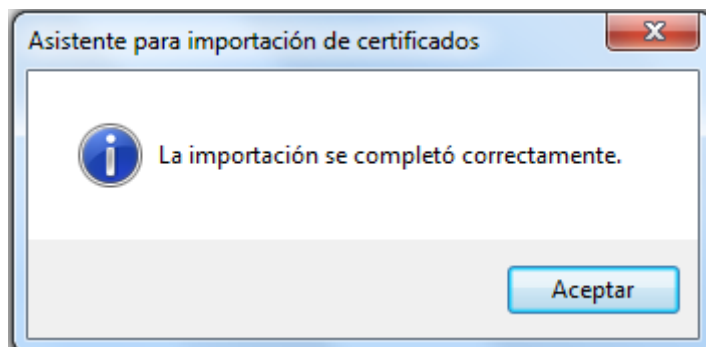 Asistente para importación de certificados
La importación se completó correctamente.
Aceptar